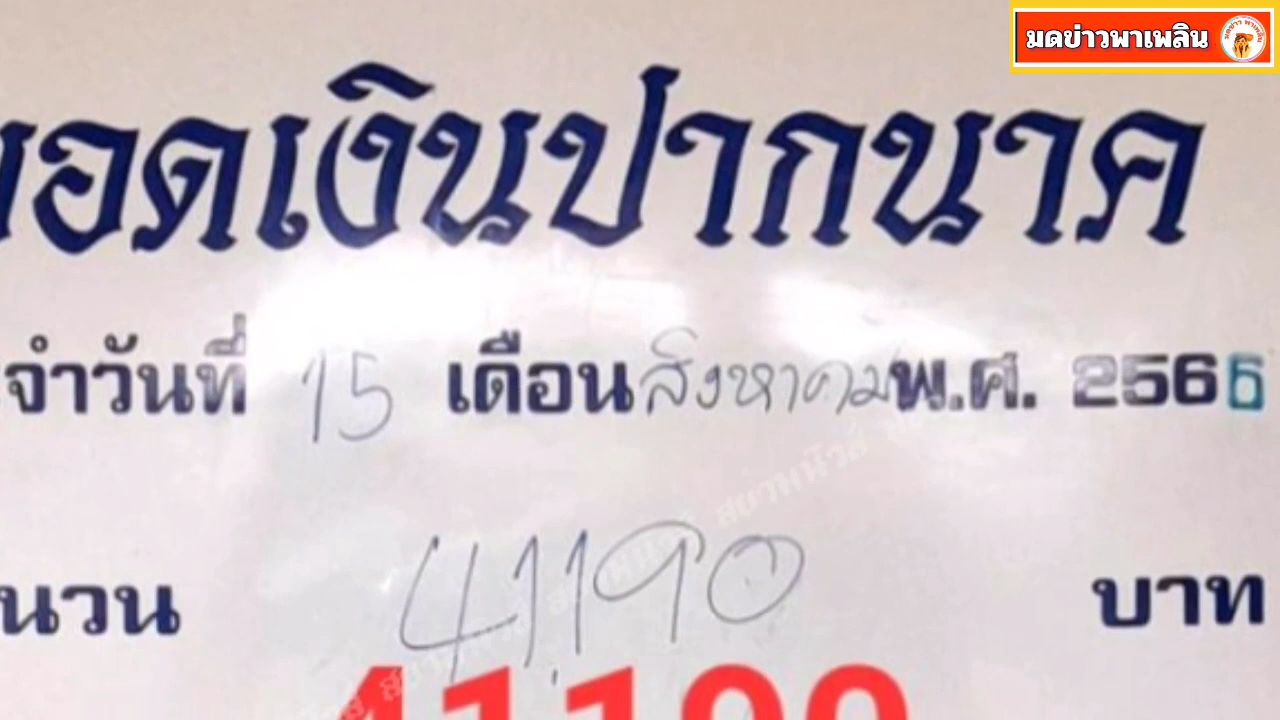 มดข่าวพาเพลิน
ยอดเงินปากนาค
จำวันที่ 15 เดือน สิงหาคม พ.ศ. 2566
นวน 41,190 บาท
41190